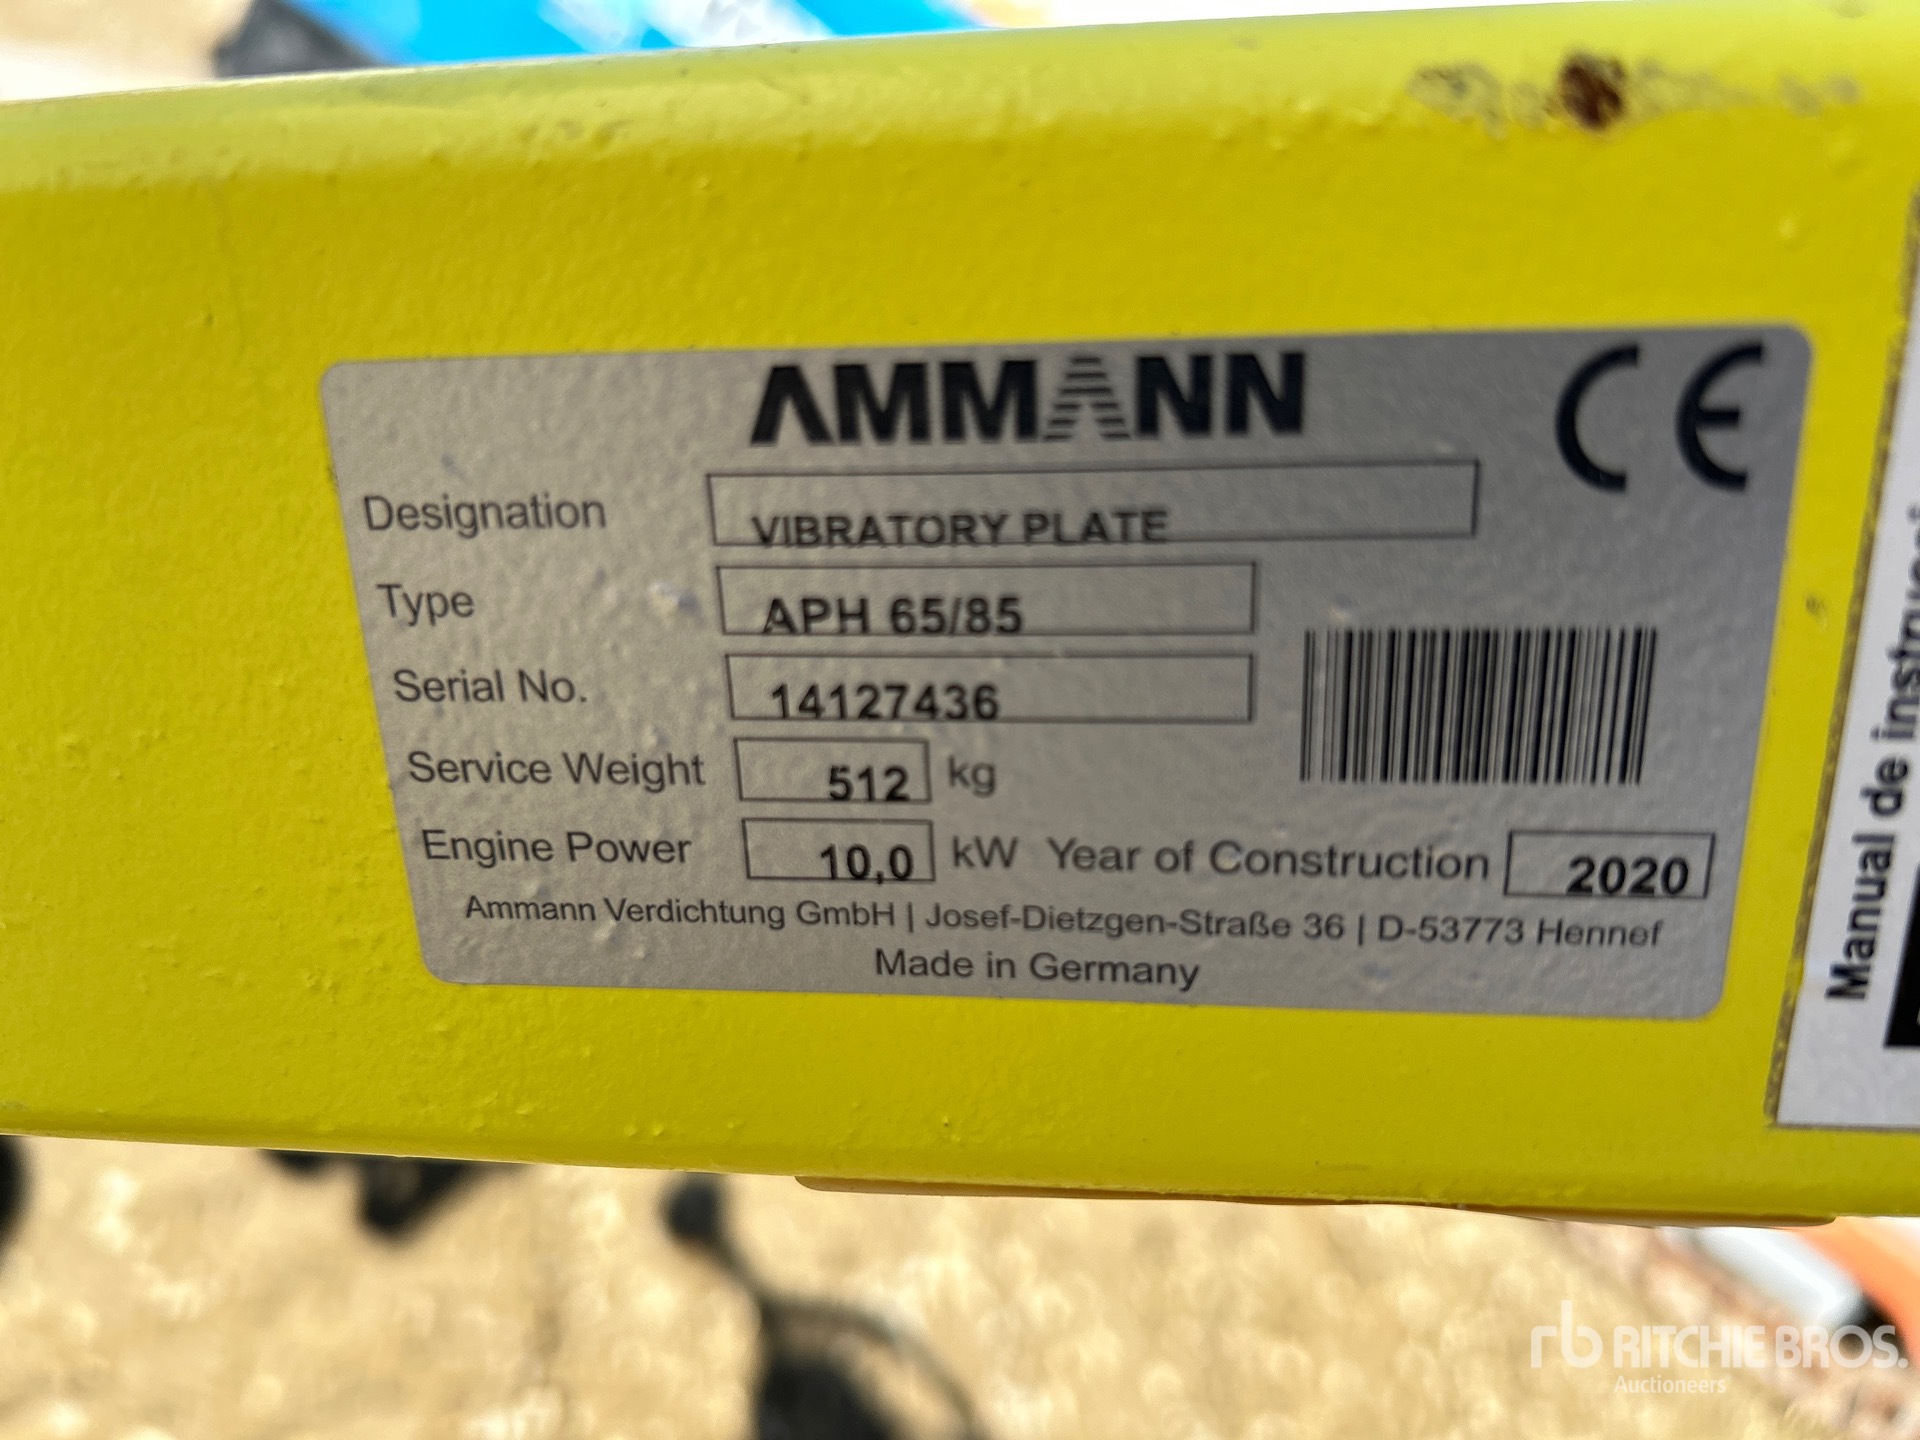 AMMANN CE
Designation VIBRATORY PLATE
Type APH 65/85
Serial No. 14127436
Service Weight 512 kg
Engine Power 10,0 kW Year of Construction 2020
Ammann Verdichtung GmbH | Josef-Dietzgen-Straße 36 | D-53773 Hennef
Made in Germany
Manual de
rb RITCHIE BROS.
Auctioneers